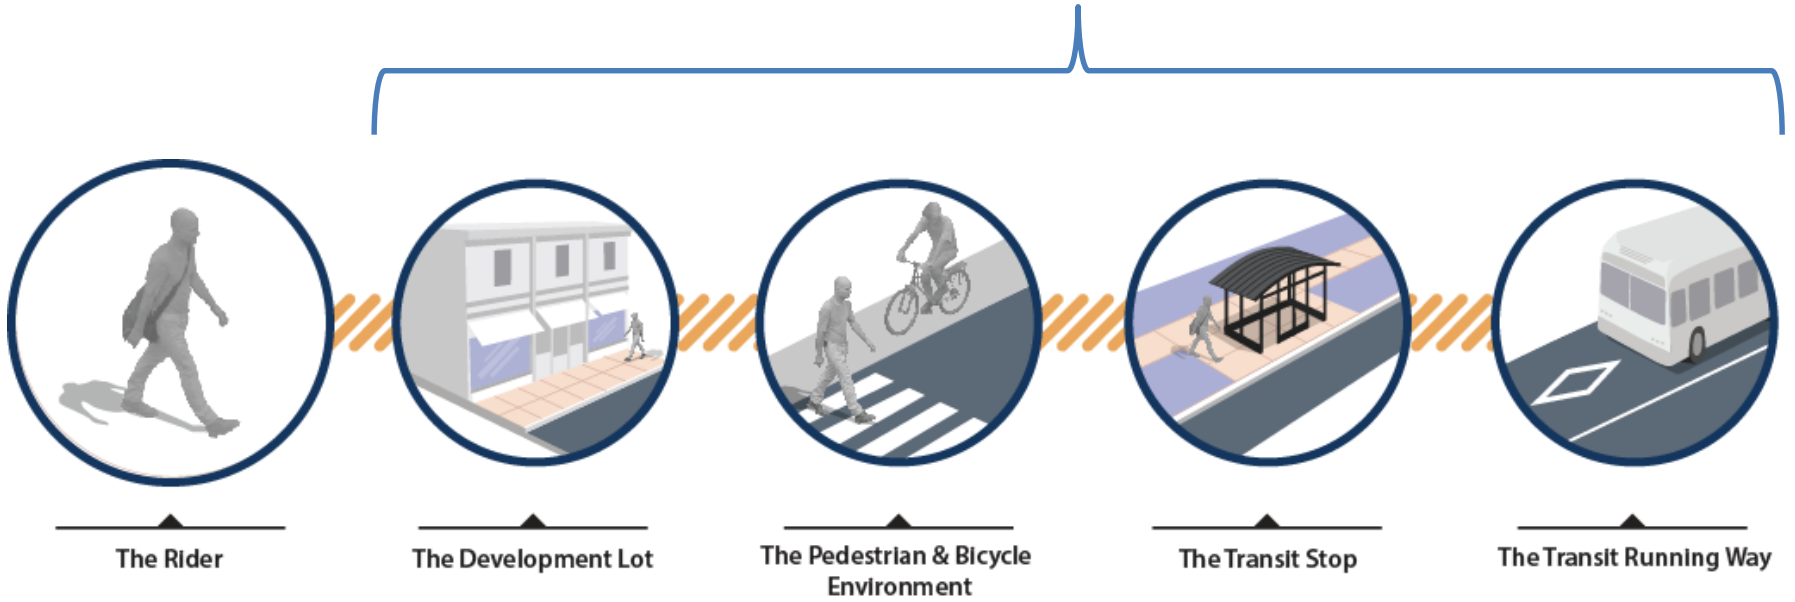 The Rider
The Development Lot
The Pedestrian & Bicycle
Environment
The Transit Stop
The Transit Running Way